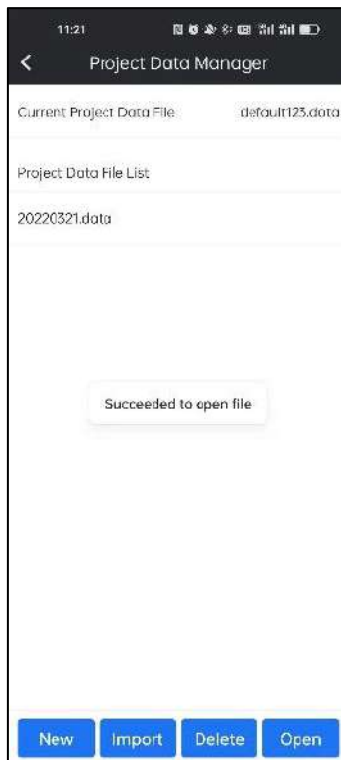 11:21
Project Data Manager
Current Project Data File default123.data
Project Data File List
20220321.data
Succeeded to open file
New Import Delete Open